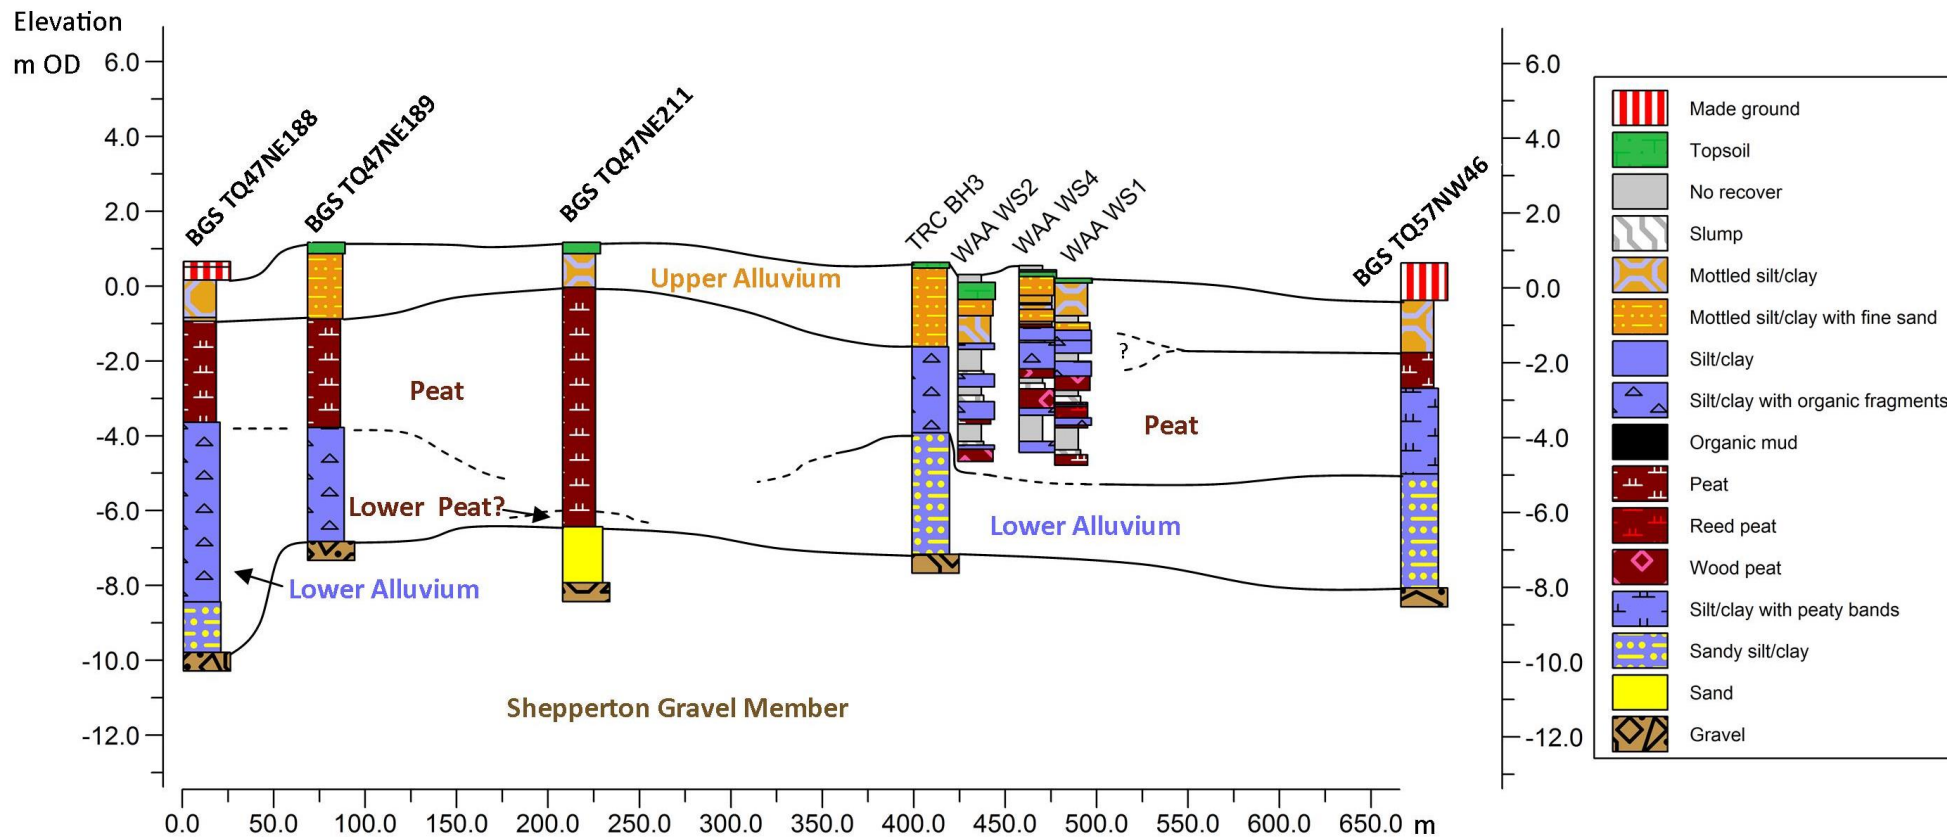 Elevation
m OD
6.0
4.0
2.0
0.0
-2.0
-4.0
-6.0
-8.0
-10.0
-12.0
BGS TQ47NE188
BGS TQ47NE189
BGS TQ47NE211
TRC BH3
WAA WS2
WAA WS4
WAA WS1
BGS TQ57NW46
Upper Alluvium
Peat
?
Peat
Lower Peat?
Lower Alluvium
Lower Alluvium
Shepperton Gravel Member
6.0
4.0
2.0
0.0
-2.0
-4.0
-6.0
-8.0
-10.0
-12.0
0.0 50.0 100.0 150.0 200.0 250.0 300.0 350.0 400.0 450.0 500.0 550.0 600.0 650.0 m
Made ground
Topsoil
No recover
Slump
Mottled silt/clay
Mottled silt/clay with fine sand
Silt/clay
Silt/clay with organic fragments
Organic mud
Peat
Reed peat
Wood peat
Silt/clay with peaty bands
Sandy silt/clay
Sand
Gravel